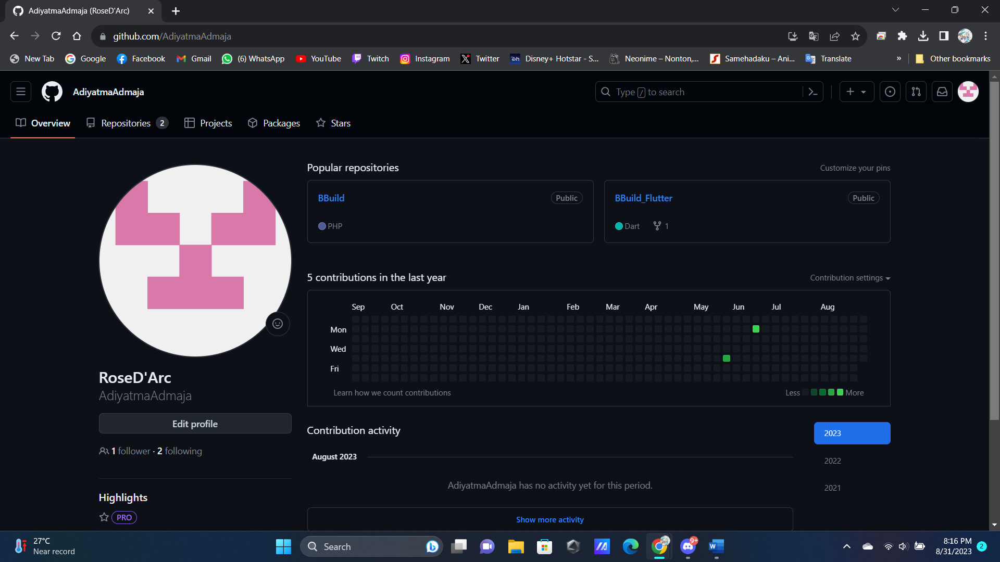 AdiyatmaAdmaja (RoseD'Arc)
github.com/AdiyatmaAdmaja
New Tab Google Facebook Gmail (6) WhatsApp YouTube Twitch Instagram Twitter Disney+ Hotstar - S... Neonime – Nonton,... Samehadaku – Ani... Translate » Other bookmarks
AdiyatmaAdmaja
Type / to search
Overview Repositories 2 Projects Packages Stars
Popular repositories
Customize your pins
BBuild Public
PHP
BBuild_Flutter Public
Dart 1
5 contributions in the last year
Contribution settings
Sep Oct Nov Dec Jan Feb Mar Apr May Jun Jul Aug
Mon
Wed
Fri
Learn how we count contributions
Less More
RoseD'Arc
AdiyatmaAdmaja
Edit profile
1 follower · 2 following
Highlights
PRO
Contribution activity
August 2023
AdiyatmaAdmaja has no activity yet for this period.
Show more activity
2023
2022
2021
27°C
Near record
Search
9+
8:16 PM
8/31/2023
2